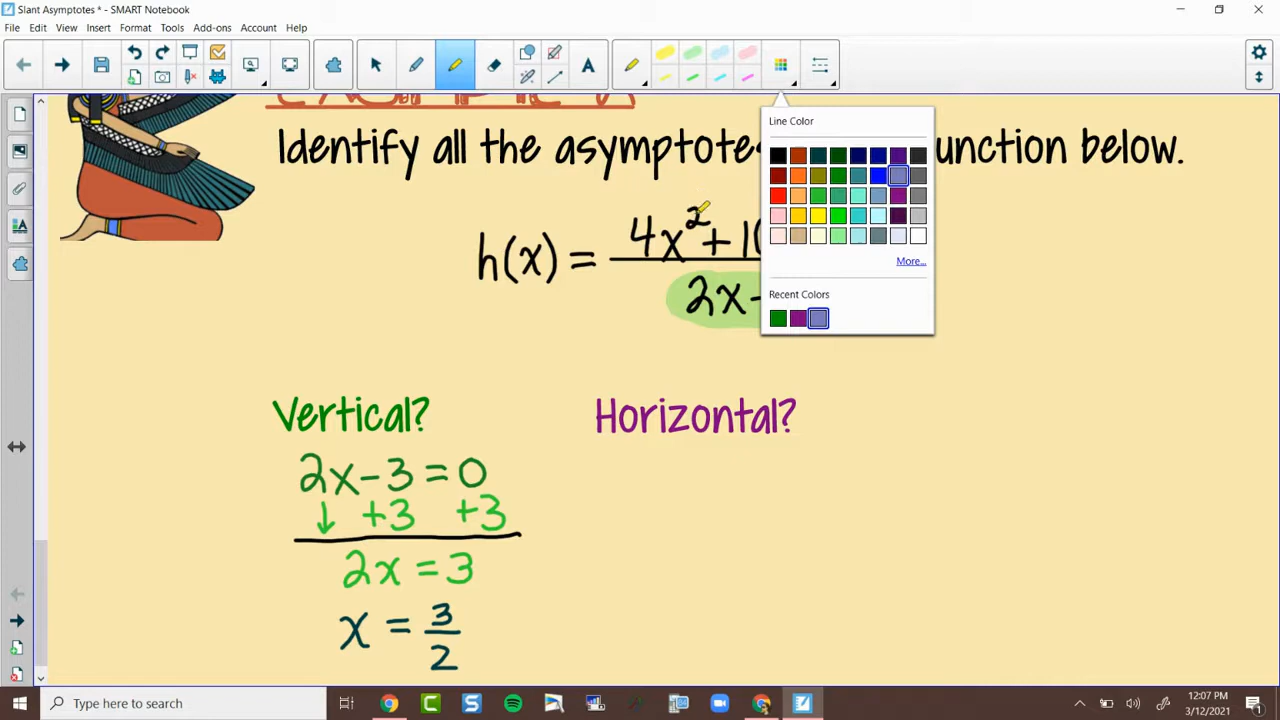 Slant Asymptotes * - SMART Notebook
File Edit View Insert Format Tools Add-ons Account Help
Line Color
More...
Recent Colors
Identify all the asymptotes unction below.
h(x) = 4x²+ 1
2x-
Vertical?
2x-3=0
↓ +3 +3
2x = 3
x = 3/2
Horizontal?
Type here to search
12:07 PM
3/12/2021